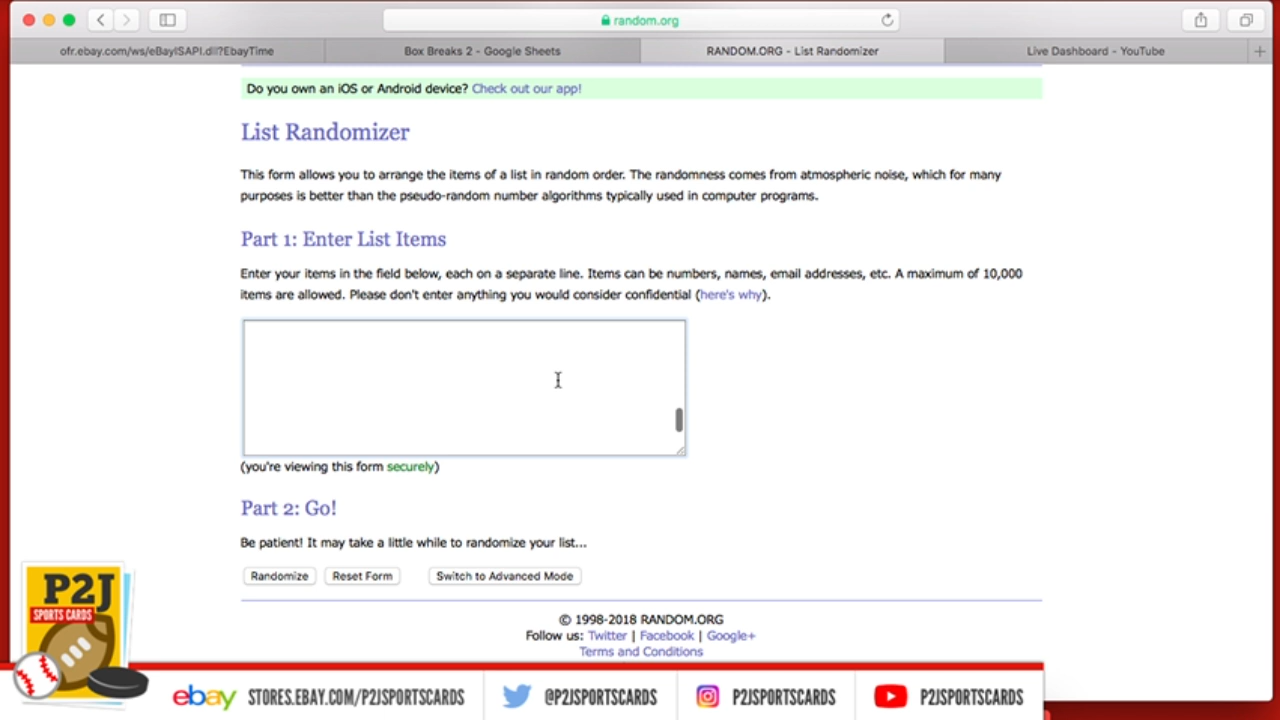 random.org
ofr.ebay.com/ws/eBayISAPI.dll?EbayTime
Box Breaks 2 - Google Sheets
RANDOM.ORG - List Randomizer
Live Dashboard - YouTube
Do you own an iOS or Android device? Check out our app!
List Randomizer
This form allows you to arrange the items of a list in random order. The randomness comes from atmospheric noise, which for many
purposes is better than the pseudo-random number algorithms typically used in computer programs.
Part 1: Enter List Items
Enter your items in the field below, each on a separate line. Items can be numbers, names, email addresses, etc. A maximum of 10,000
items are allowed. Please don't enter anything you would consider confidential (here's why).
(you're viewing this form securely)
Part 2: Go!
Be patient! It may take a little while to randomize your list...
Randomize
Reset Form
Switch to Advanced Mode
© 1998-2018 RANDOM.ORG
Follow us: Twitter | Facebook | Google+
Terms and Conditions
P2J
SPORTS CARDS
ebay STORES.EBAY.COM/P2JSPORTSCARDS
@P2JSPORTSCARDS
P2JSPORTSCARDS
P2JSPORTSCARDS